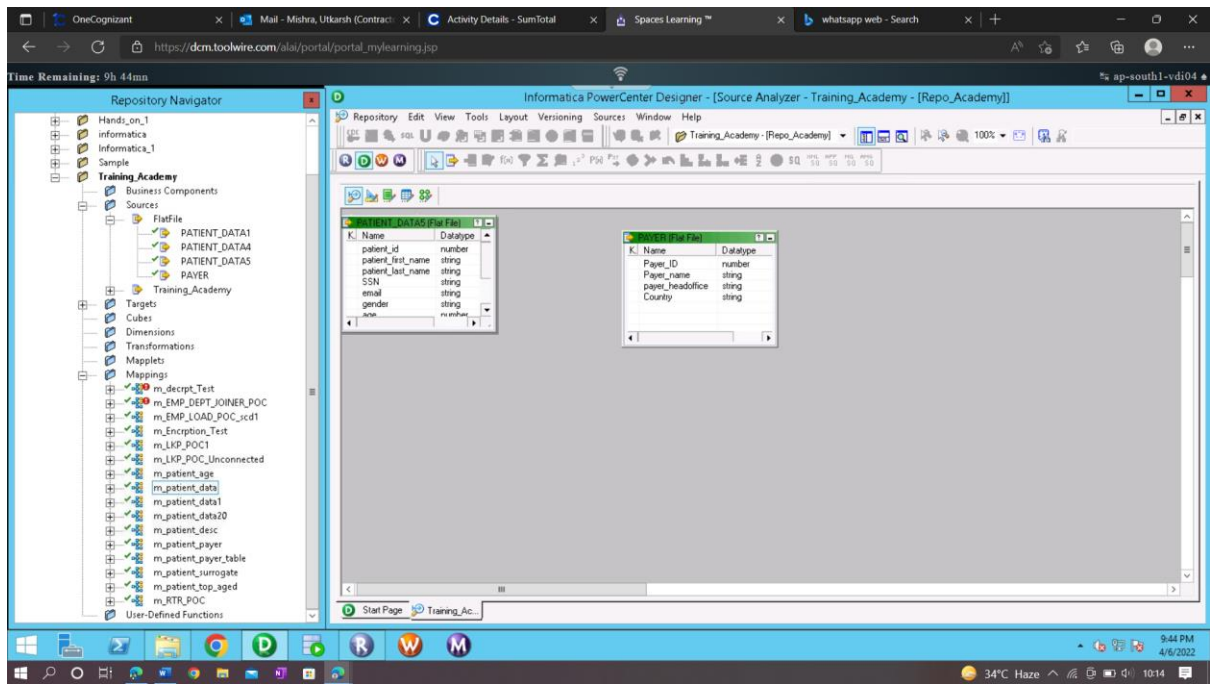 OneCognizant
Mail - Mishra, Utkarsh (Contract
Activity Details - SumTotal
Spaces Learning ™
whatsapp web - Search
https://dcm.toolwire.com/alai/portal/portal_mylearning.jsp
Time Remaining: 9h 44mn
ap-south1-vdi04
Repository Navigator
Informatica PowerCenter Designer - [Source Analyzer - Training_Academy - [Repo_Academy]]
Repository Edit View Tools Layout Versioning Sources Window Help
Training_Academy - [Repo_Academy]
100%
Hands_on_1
informatica
Informatica_1
Sample
Training_Academy
Business Components
Sources
FlatFile
PATIENT_DATA1
PATIENT_DATA4
PATIENT_DATA5
PAYER
Training_Academy
Targets
Cubes
Dimensions
Transformations
Mapplets
Mappings
m_decrpt_Test
m_EMP_DEPT_JOINER_POC
m_EMP_LOAD_POC_scd1
m_Encrption_Test
m_LKP_POC1
m_LKP_POC_Unconnected
m_patient_age
m_patient_data
m_patient_data1
m_patient_data20
m_patient_desc
m_patient_payer
m_patient_payer_table
m_patient_surrogate
m_patient_top_aged
m_RTR_POC
User-Defined Functions
PATIENT_DATA5 (Flat File)
K. Name Datatype
patient_id number
patient_first_name string
patient_last_name string
SSN string
email string
gender string
age number
PAYER (Flat File)
K. Name Datatype
Payer_ID number
Payer_name string
payer_headoffice string
Country string
Start Page
Training_Ac...
9:44 PM
4/6/2022
34°C Haze
10:14